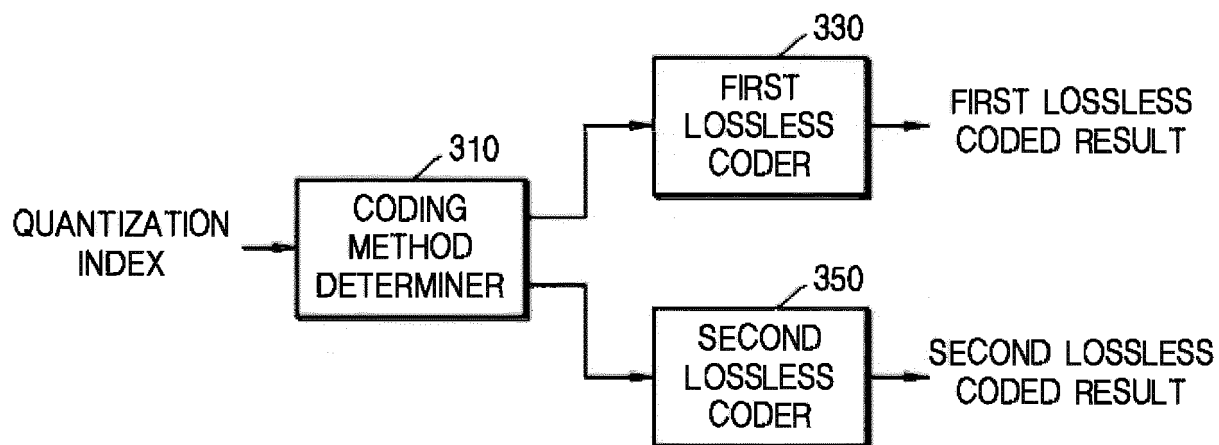 330
FIRST
LOSSLESS
CODER
FIRST LOSSLESS
CODED RESULT
310
QUANTIZATION
INDEX
CODING
METHOD
DETERMINER
350
SECOND
LOSSLESS
CODER
SECOND LOSSLESS
CODED RESULT